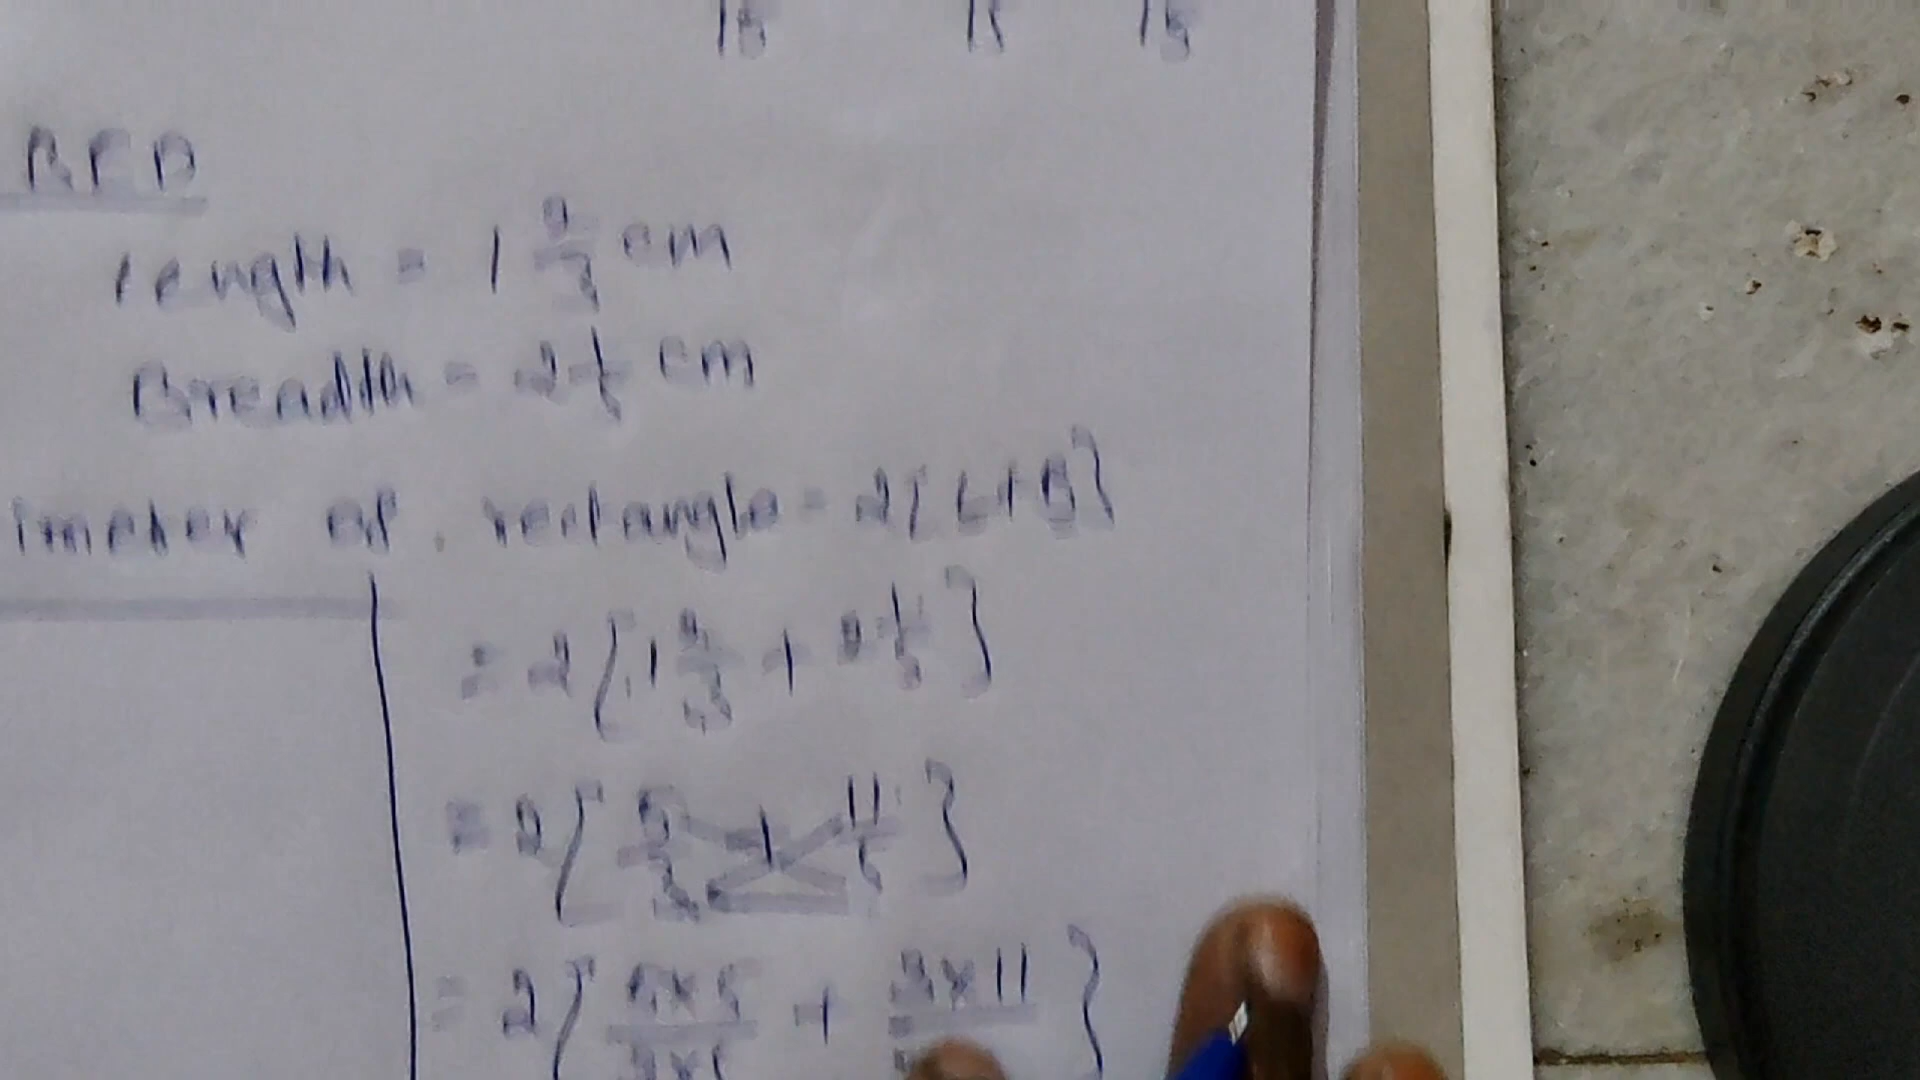 15 15 15
BED
Length = 1 2/3 cm
Breadth = 2 1/5 cm
imeter of rectangle = 2{L+B}
= 2{1 2/3 + 2 1/5}
= 2{5/3 + 11/5}
= 2{5×5/3×5 + 3×11/